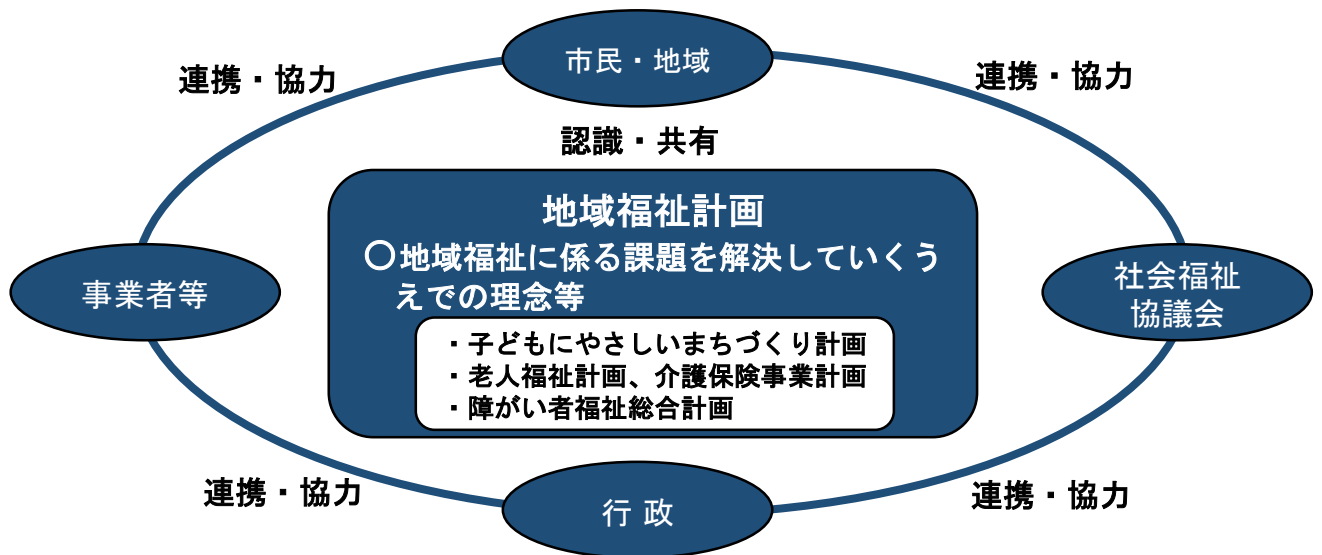 市民・地域
連携・協力
連携・協力
認識・共有
地域福祉計画
〇地域福祉に係る課題を解決していくう
えでの理念等
・子どもにやさしいまちづくり計画
・老人福祉計画、介護保険事業計画
・障がい者福祉総合計画
事業者等
社会福祉
協議会
連携・協力
連携・協力
行 政